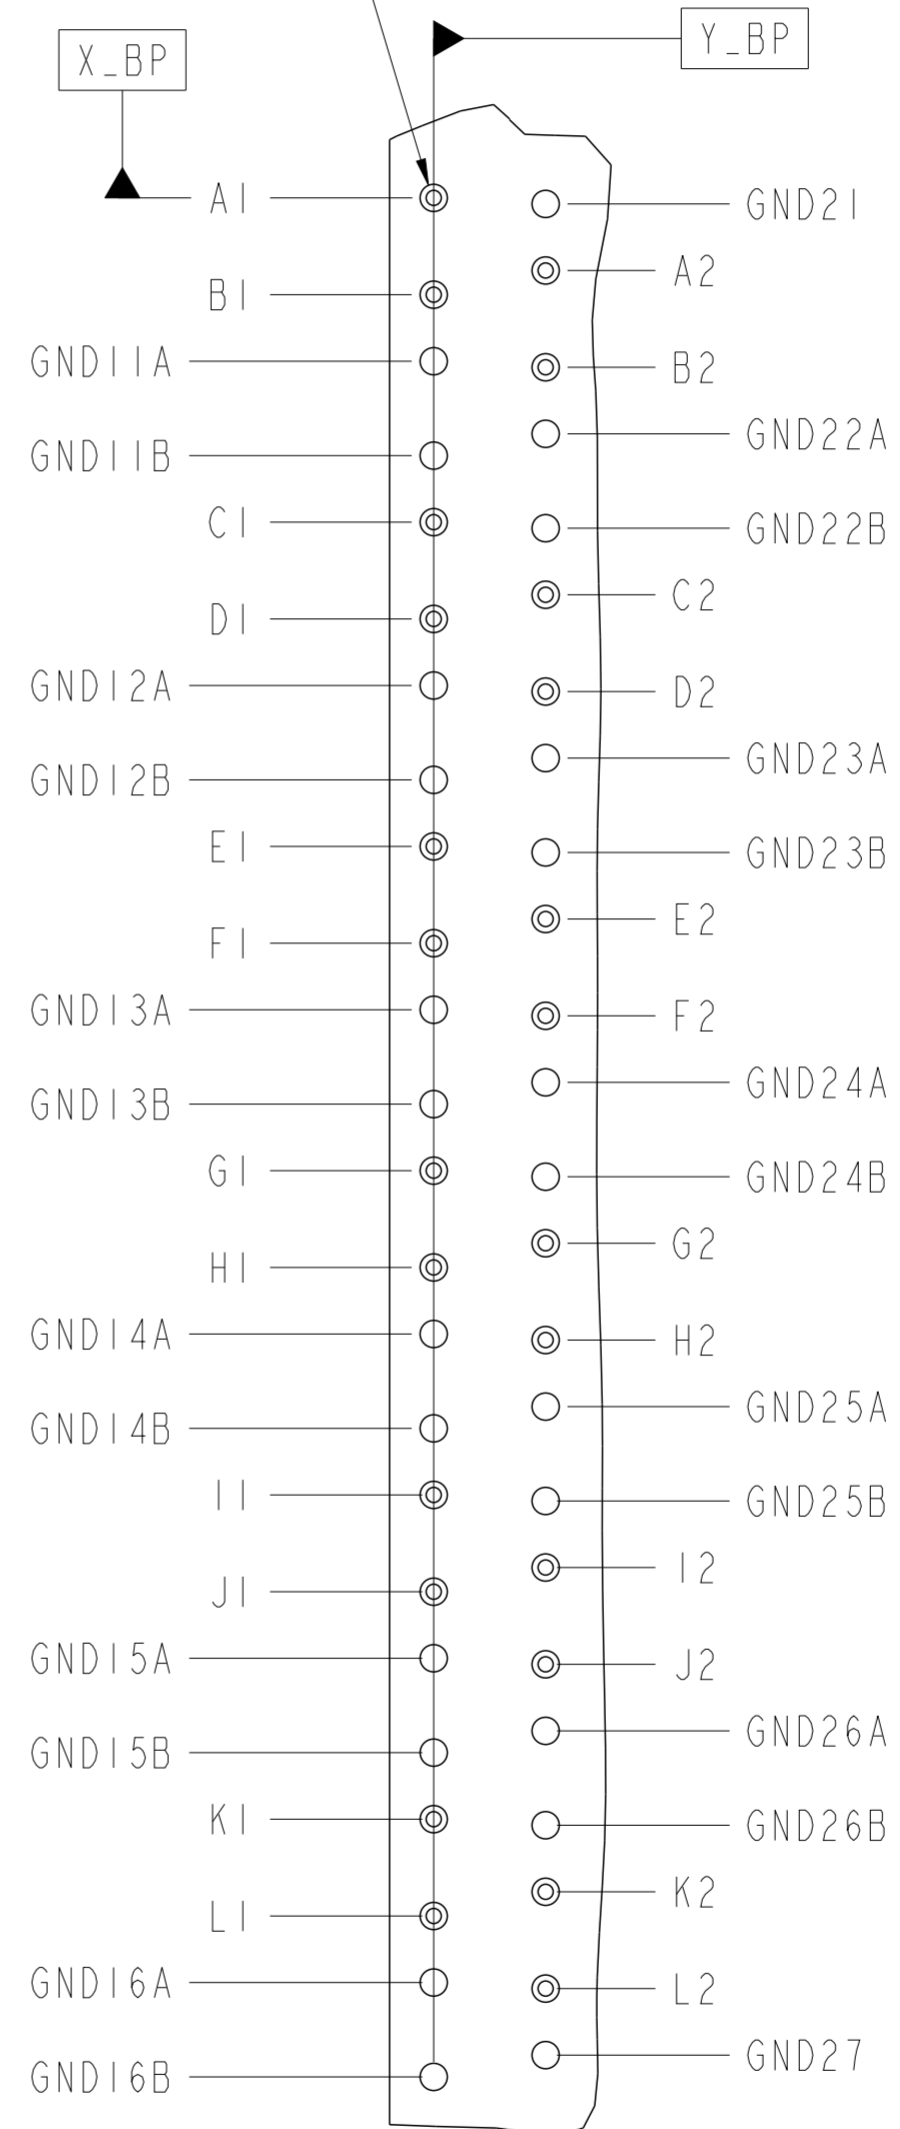 Y_BP
X_BP
A1
GND21
A2
B1
GND11A
B2
GND22A
GND11B
C1
GND22B
C2
D1
GND12A
D2
GND23A
GND12B
E1
GND23B
E2
F1
GND13A
F2
GND24A
GND13B
G1
GND24B
G2
H1
GND14A
H2
GND25A
GND14B
I1
GND25B
I2
J1
GND15A
J2
GND26A
GND15B
K1
GND26B
K2
L1
GND16A
L2
GND27
GND16B